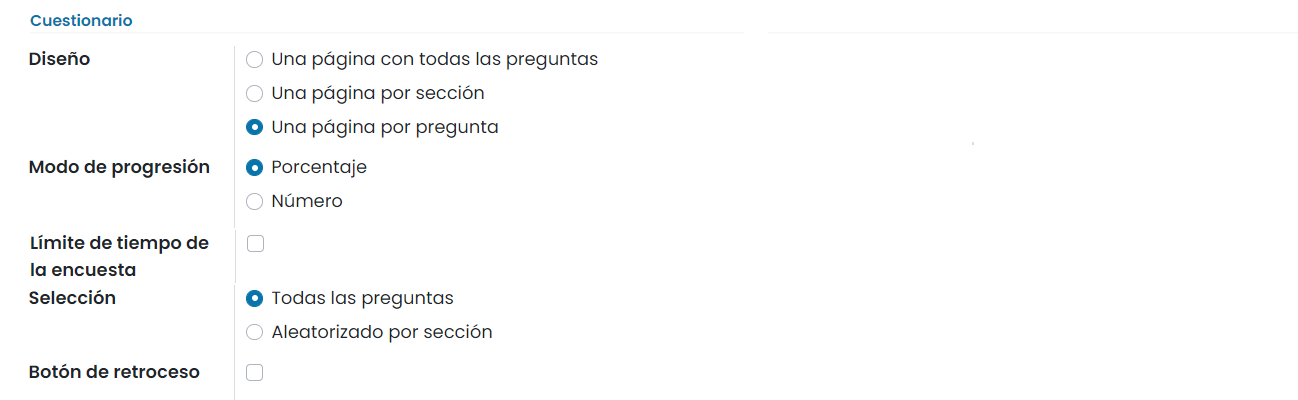 Cuestionario
Diseño
Una página con todas las preguntas
Una página por sección
Una página por pregunta
Modo de progresión
Porcentaje
Número
Límite de tiempo de
la encuesta
Selección
Todas las preguntas
Aleatorizado por sección
Botón de retroceso